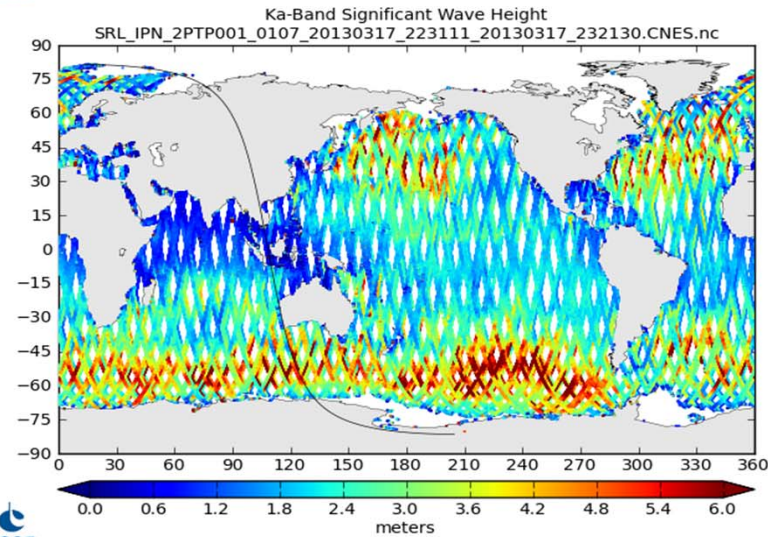 Ka-Band Significant Wave Height
SRL_IPN_2PTP001_0107_20130317_223111_20130317_232130.CNES.nc
90
75
60
45
30
15
0
−15
−30
−45
−60
−75
−90
0 30 60 90 120 150 180 210 240 270 300 330 360
0.0 0.6 1.2 1.8 2.4 3.0 3.6 4.2 4.8 5.4 6.0
meters